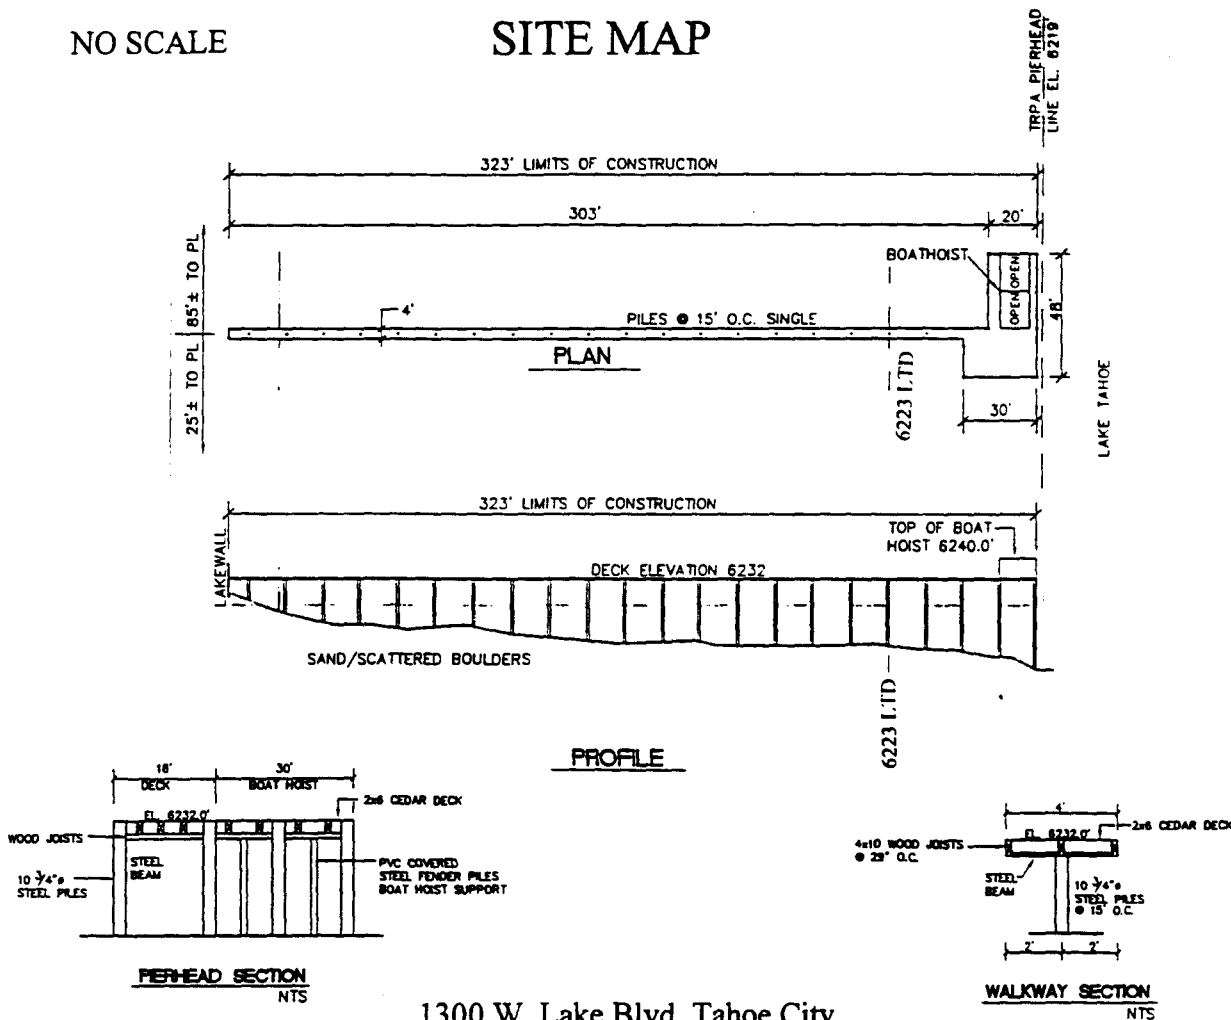 NO SCALE
SITE MAP
TRPA PIERHEAD
LINE EL. 6219'
323' LIMITS OF CONSTRUCTION
303'
20'
85'± TO PL
25'± TO PL
BOATHOIST
OPEN
OPEN
48'
4'
PILES @ 15' O.C. SINGLE
PLAN
6223 LTD
30'
LAKE TAHOE
323' LIMITS OF CONSTRUCTION
TOP OF BOAT
HOIST 6240.0'
LAKEWALL
DECK ELEVATION 6232
SAND/SCATTERED BOULDERS
6223 LTD
PROFILE
18'
DECK
30'
BOAT HOIST
EL. 6232.0'
2x6 CEDAR DECK
WOOD JOISTS
STEEL
BEAM
10 3/4"ø
STEEL PILES
PVC COVERED
STEEL FENDER PILES
BOAT HOIST SUPPORT
PIERHEAD SECTION
NTS
4'
EL. 6232.0'
2x6 CEDAR DECK
4x10 WOOD JOISTS
@ 29" O.C.
STEEL
BEAM
10 3/4"ø
STEEL PILES
@ 15' O.C.
2'
2'
WALKWAY SECTION
NTS
1300 W. Lake Blvd, Tahoe City